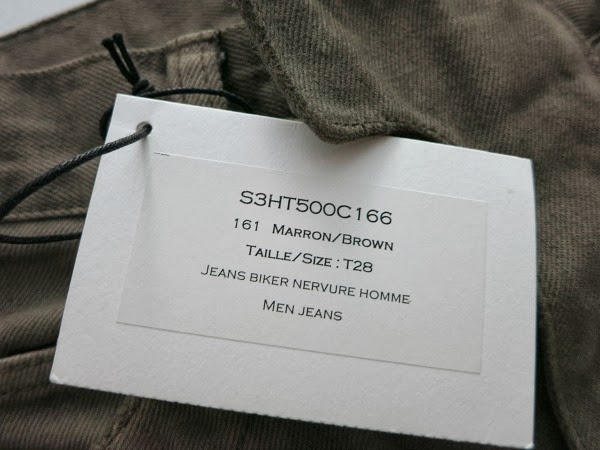 S3HT500C166
161 Marron/Brown
Taille/Size : T28
Jeans biker nervure homme
Men jeans